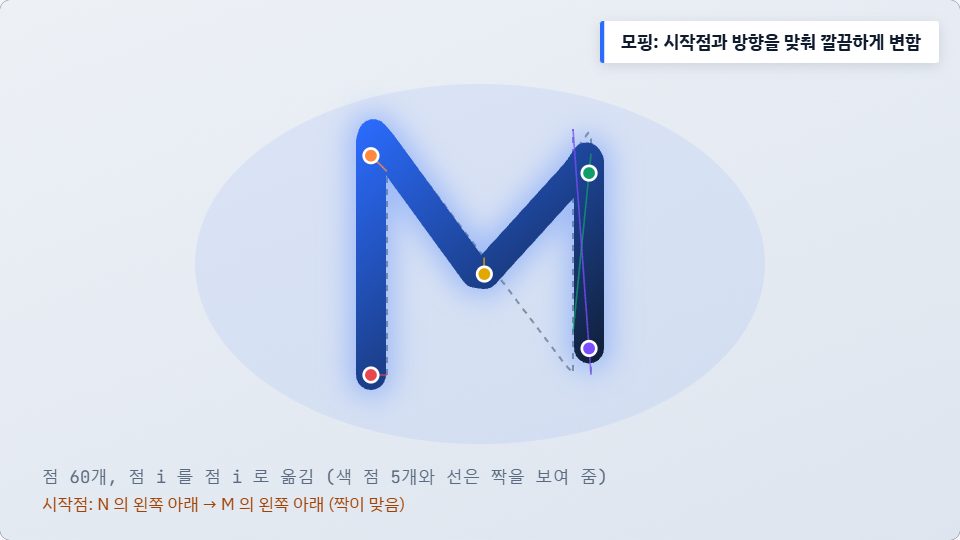 모핑: 시작점과 방향을 맞춰 깔끔하게 변함
M
점 60개, 점 i 를 점 i 로 옮김 (색 점 5개와 선은 짝을 보여 줌)
시작점: N 의 왼쪽 아래 → M 의 왼쪽 아래 (짝이 맞음)